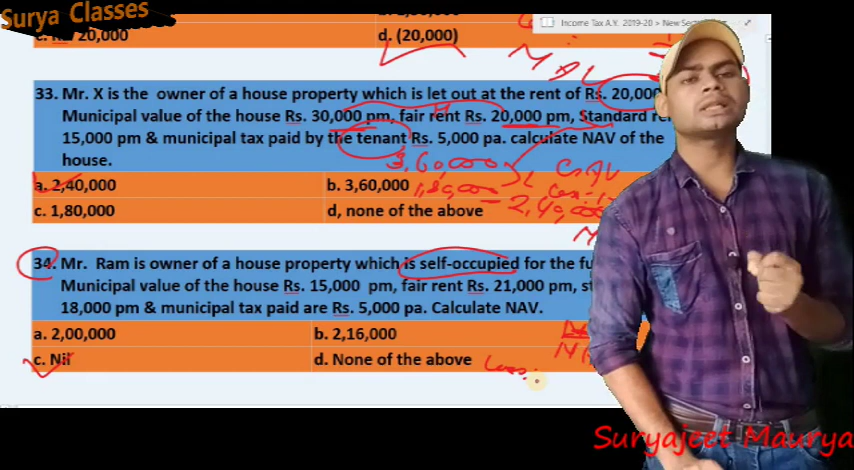 Surya Classes
Income Tax A.Y. 2019-20 > New Sec
c. Rs. 20,000
d. (20,000)
33. Mr. X is the owner of a house property which is let out at the rent of Rs. 20,000
Municipal value of the house Rs. 30,000 pm, fair rent Rs. 20,000 pm, Standard
15,000 pm & municipal tax paid by the tenant Rs. 5,000 pa. calculate NAV of the
house.
3,60,000
GAV
a. 2,40,000
b. 3,60,000
1,80,000
c. 1,80,000
d, none of the above
= 2,40,000
34. Mr. Ram is owner of a house property which is self-occupied for the
Municipal value of the house Rs. 15,000 pm, fair rent Rs. 21,000 pm,
18,000 pm & municipal tax paid are Rs. 5,000 pa. Calculate NAV.
a. 2,00,000
b. 2,16,000
c. Nil
d. None of the above
Less:
Suryajeet Maurya